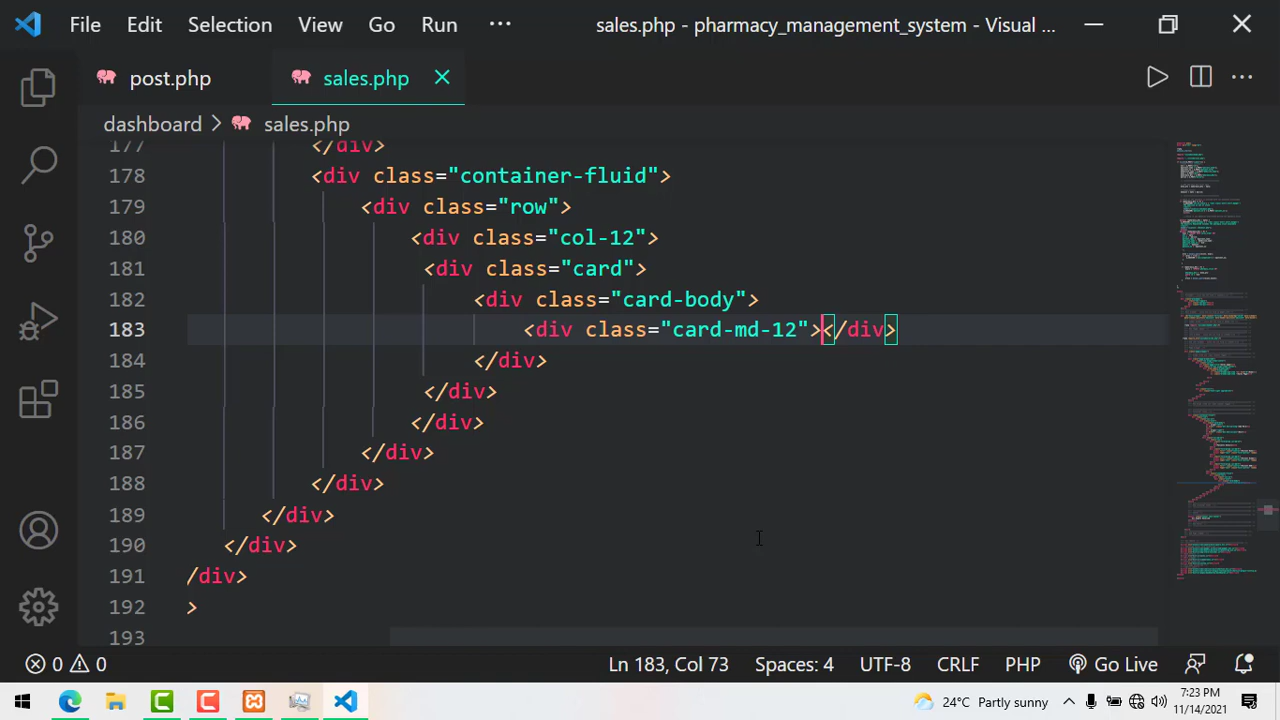 File Edit Selection View Go Run ··· sales.php - pharmacy_management_system - Visual ...
post.php sales.php
dashboard > sales.php
177 </div>
178 <div class="container-fluid">
179 <div class="row">
180 <div class="col-12">
181 <div class="card">
182 <div class="card-body">
183 <div class="card-md-12"></div>
184 </div>
185 </div>
186 </div>
187 </div>
188 </div>
189 </div>
190 </div>
191 /div>
192 >
193
0 0 Ln 183, Col 73 Spaces: 4 UTF-8 CRLF PHP Go Live
24°C Partly sunny 7:23 PM
11/14/2021